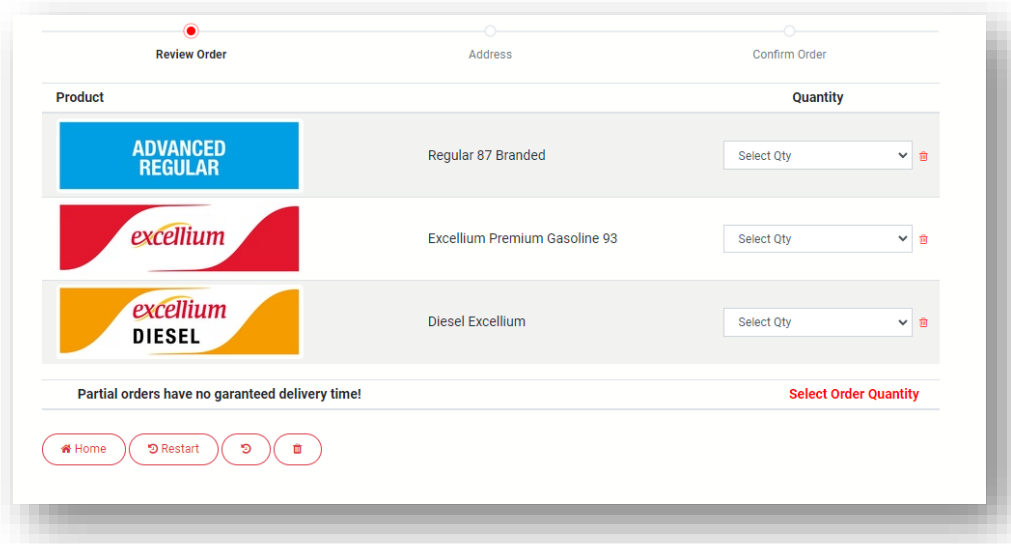 Review Order
Address
Confirm Order
Product
Quantity
ADVANCED
REGULAR
Regular 87 Branded
Select Qty
excellium
Excellium Premium Gasoline 93
Select Qty
excellium
DIESEL
Diesel Excellium
Select Qty
Partial orders have no garanteed delivery time!
Select Order Quantity
Home
Restart